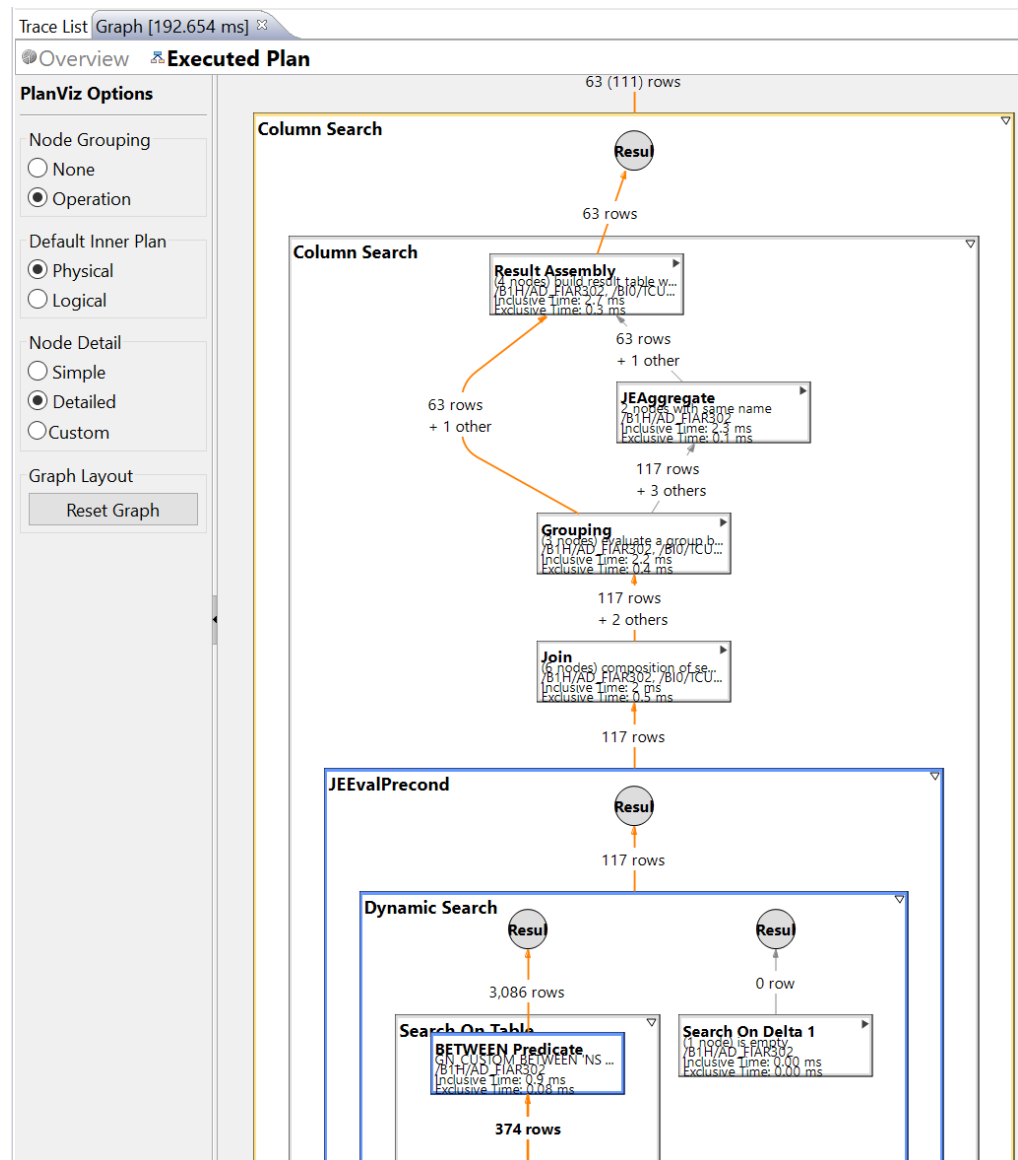 Trace List Graph [192.654 ms]
Overview Executed Plan
PlanViz Options
Node Grouping
None
Operation
Default Inner Plan
Physical
Logical
Node Detail
Simple
Detailed
Custom
Graph Layout
Reset Graph
63 (111) rows
Column Search
Resul
63 rows
Column Search
Result Assembly
(4 nodes) build result table w...
/B1H/AD_FIAR302, /BI0/TCU...
Inclusive Time: 2.7 ms
Exclusive Time: 0.3 ms
63 rows
+ 1 other
JEAggregate
2 nodes with same name
/B1H/AD_FIAR302
Inclusive Time: 2.3 ms
Exclusive Time: 0.1 ms
63 rows
+ 1 other
117 rows
+ 3 others
Grouping
(3 nodes) evaluate a group b...
/B1H/AD_FIAR302, /BI0/TCU...
Inclusive Time: 2.2 ms
Exclusive Time: 0.4 ms
117 rows
+ 2 others
Join
(6 nodes) composition of se...
/B1H/AD_FIAR302, /BI0/TCU...
Inclusive Time: 2 ms
Exclusive Time: 0.5 ms
117 rows
JEEvalPrecond
Resul
117 rows
Dynamic Search
Resul
Resul
3,086 rows
0 row
Search On Table
BETWEEN Predicate
GN_CUSTOM_BETWEEN 'NS ...
/B1H/AD_FIAR302
Inclusive Time: 0.9 ms
Exclusive Time: 0.08 ms
374 rows
Search On Delta 1
(1 node) is empty
/B1H/AD_FIAR302
Inclusive Time: 0.00 ms
Exclusive Time: 0.00 ms